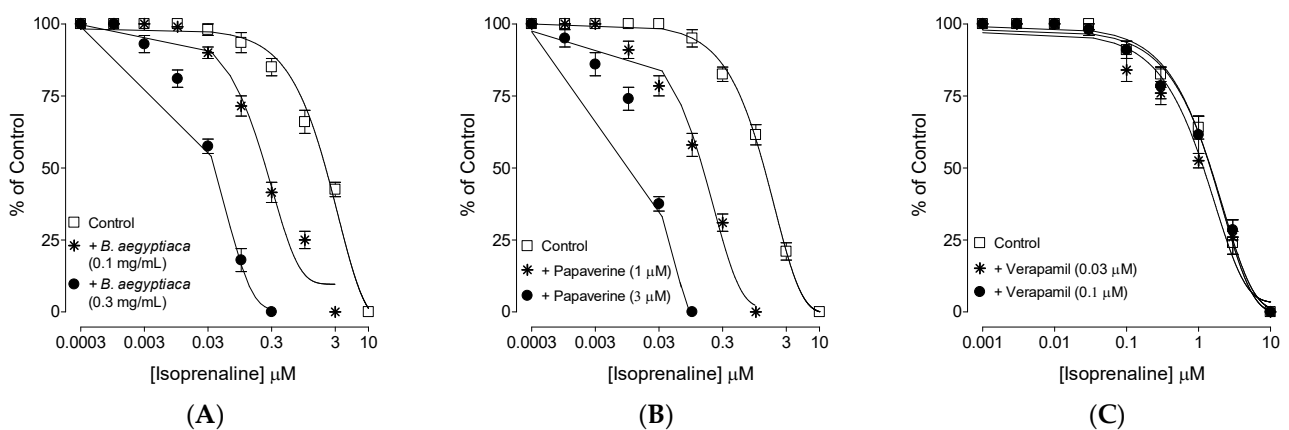 100
75
50
25
0
% of Control
Control
+ B. aegyptiaca
(0.1 mg/mL)
+ B. aegyptiaca
(0.3 mg/mL)
0.0003 0.003 0.03 0.3 3 10
[Isoprenaline] μM
(A)
100
75
50
25
0
% of Control
Control
+ Papaverine (1 μM)
+ Papaverine (3 μM)
0.0003 0.003 0.03 0.3 3 10
[Isoprenaline] μM
(B)
100
75
50
25
0
% of Control
Control
+ Verapamil (0.03 μM)
+ Verapamil (0.1 μM)
0.001 0.01 0.1 1 10
[Isoprenaline] μM
(C)